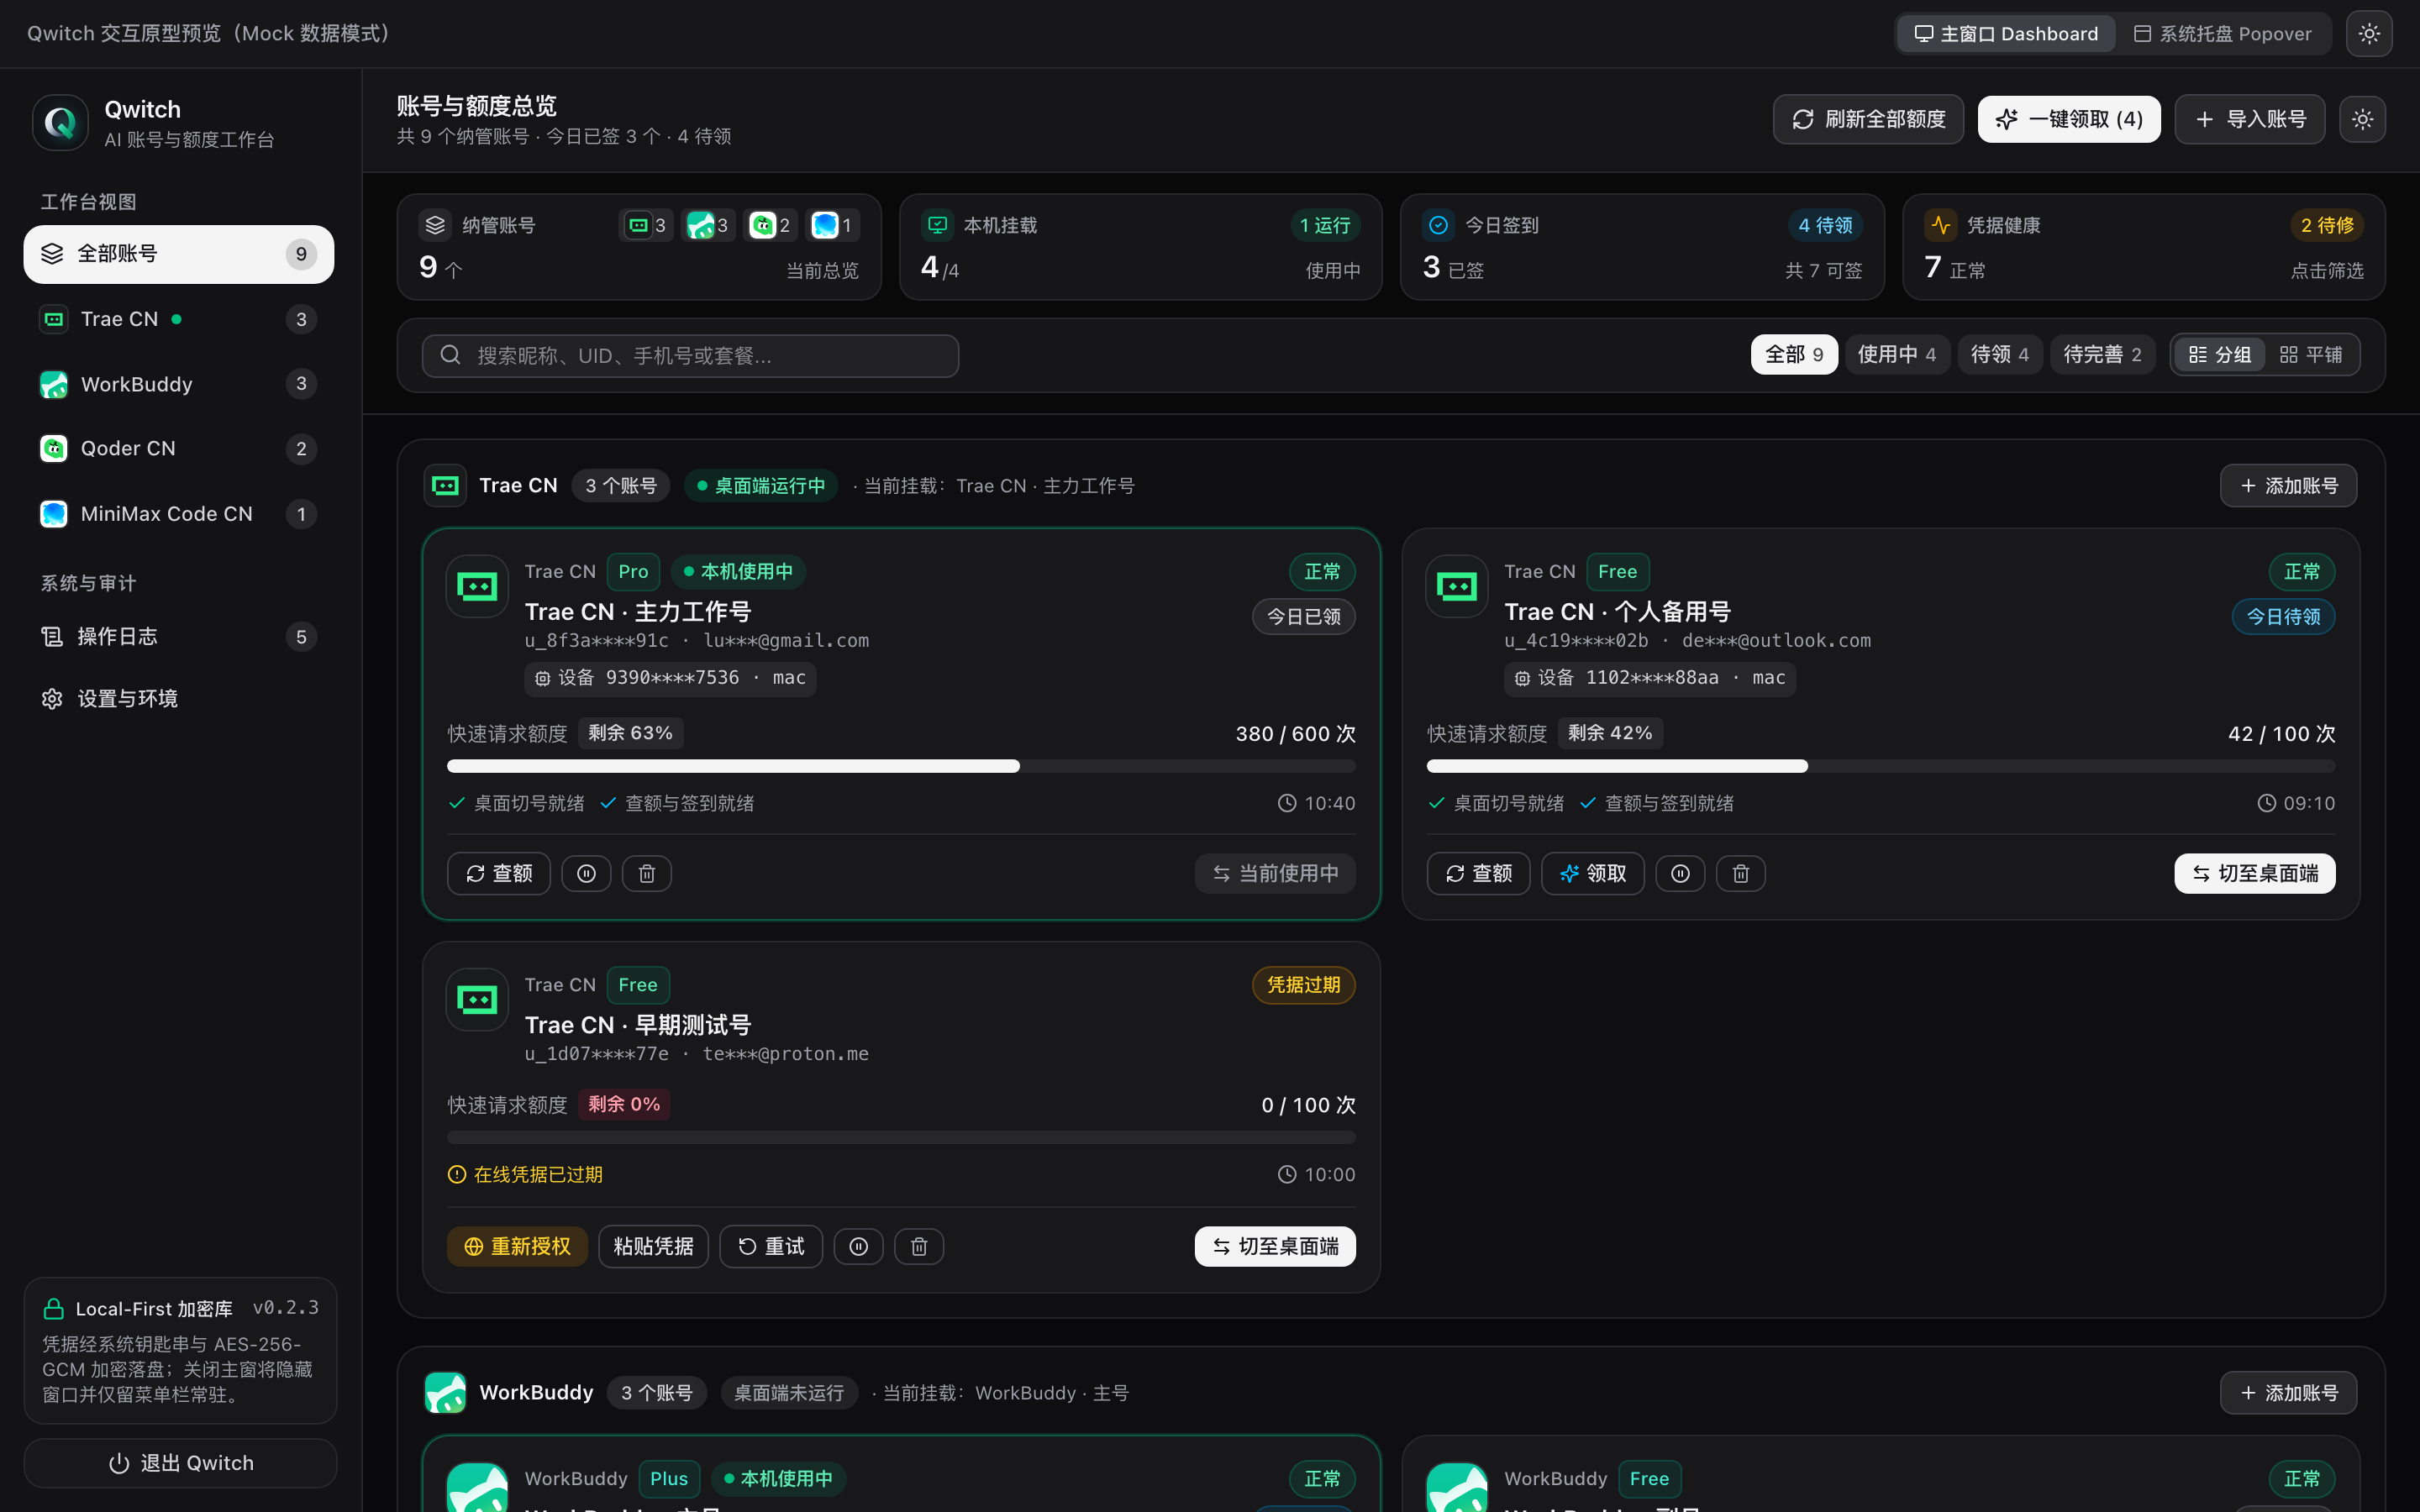 Qwitch 交互原型预览（Mock 数据模式）
主窗口 Dashboard
系统托盘 Popover
Qwitch
AI 账号与额度工作台
工作台视图
全部账号 9
Trae CN 3
WorkBuddy 3
Qoder CN 2
MiniMax Code CN 1
系统与审计
操作日志 5
设置与环境
Local-First 加密库 v0.2.3
凭据经系统钥匙串与 AES-256-
GCM 加密落盘；关闭主窗将隐藏
窗口并仅留菜单栏常驻。
退出 Qwitch
账号与额度总览
共 9 个纳管账号 · 今日已签 3 个 · 4 待领
刷新全部额度
一键领取 (4)
导入账号
纳管账号 3 3 2 1
9 个 当前总览
本机挂载 1 运行
4/4 使用中
今日签到 4 待领
3 已签 共 7 可签
凭据健康 2 待修
7 正常 点击筛选
搜索昵称、UID、手机号或套餐...
全部 9 使用中 4 待领 4 待完善 2 分组 平铺
Trae CN 3 个账号 桌面端运行中 · 当前挂载：Trae CN · 主力工作号 添加账号
Trae CN Pro 本机使用中 正常
Trae CN · 主力工作号 今日已领
u_8f3a****91c · lu***@gmail.com
设备 9390****7536 · mac
快速请求额度 剩余 63% 380 / 600 次
桌面切号就绪 查额与签到就绪 10:40
查额 当前使用中
Trae CN Free 正常
Trae CN · 个人备用号 今日待领
u_4c19****02b · de***@outlook.com
设备 1102****88aa · mac
快速请求额度 剩余 42% 42 / 100 次
桌面切号就绪 查额与签到就绪 09:10
查额 领取 切至桌面端
Trae CN Free 凭据过期
Trae CN · 早期测试号
u_1d07****77e · te***@proton.me
快速请求额度 剩余 0% 0 / 100 次
在线凭据已过期 10:00
重新授权 粘贴凭据 重试 切至桌面端
WorkBuddy 3 个账号 桌面端未运行 · 当前挂载：WorkBuddy · 主号 添加账号
WorkBuddy Plus 本机使用中 正常
WorkBuddy Free 正常